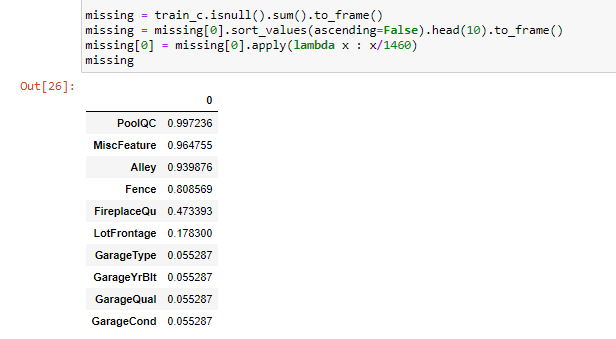 missing = train_c.isnull().sum().to_frame()
missing = missing[0].sort_values(ascending=False).head(10).to_frame()
missing[0] = missing[0].apply(lambda x : x/1460)
missing
Out[26]:
0
PoolQC 0.997236
MiscFeature 0.964755
Alley 0.939876
Fence 0.808569
FireplaceQu 0.473393
LotFrontage 0.178300
GarageType 0.055287
GarageYrBlt 0.055287
GarageQual 0.055287
GarageCond 0.055287